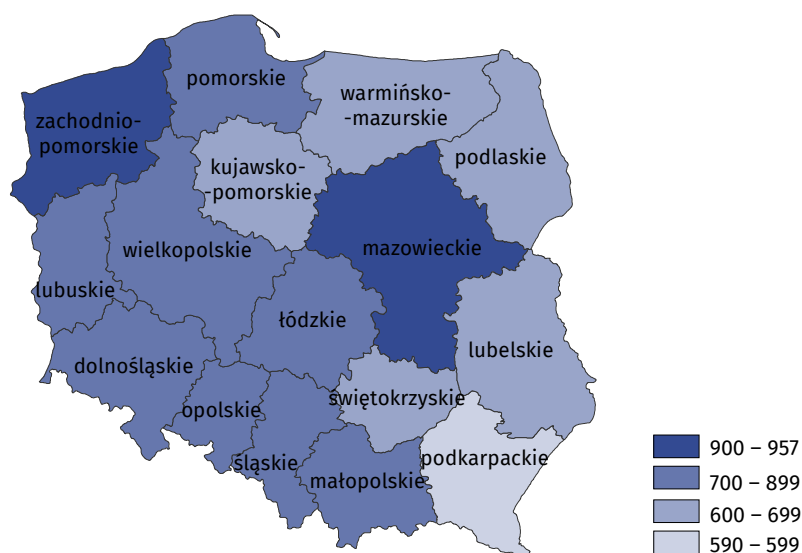 pomorskie
warmińsko-
-mazurskie
zachodnio-
pomorskie
podlaskie
kujawsko-
-pomorskie
mazowieckie
wielkopolskie
lubuskie
łódzkie
lubelskie
dolnośląskie
świętokrzyskie
opolskie
śląskie
podkarpackie
małopolskie
900 – 957
700 – 899
600 – 699
590 – 599